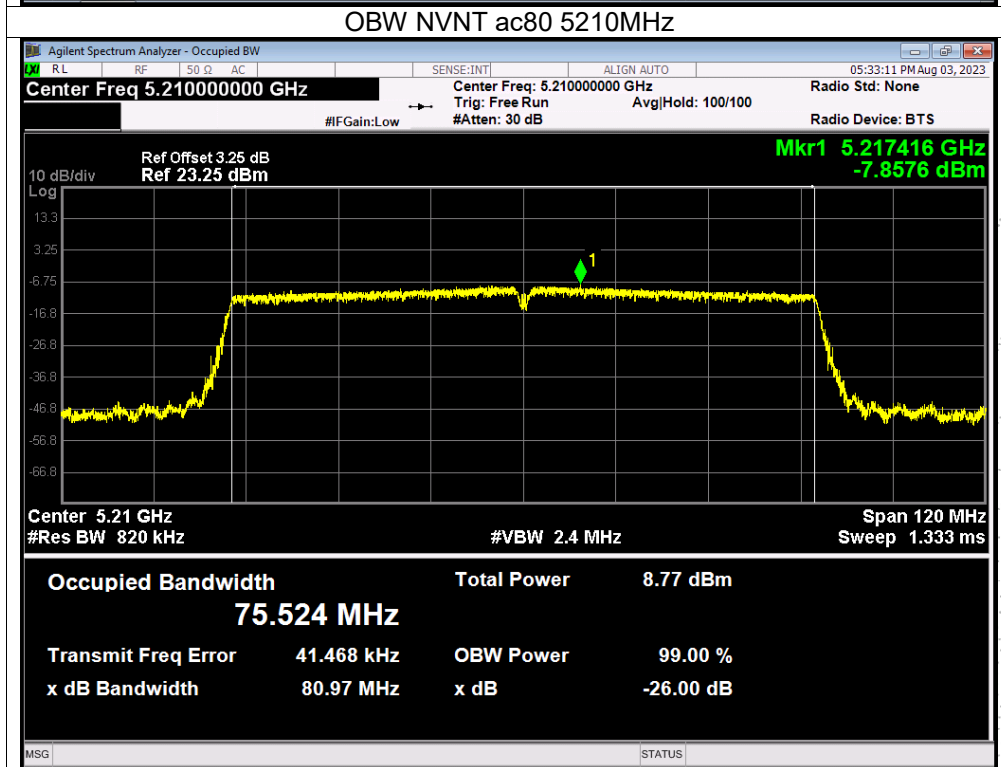 OBW NVNT ac80 5210MHz
Agilent Spectrum Analyzer - Occupied BW
LXI RL RF 50 Ω AC SENSE:INT ALIGN AUTO 05:33:11 PM Aug 03, 2023
Center Freq 5.210000000 GHz Center Freq: 5.210000000 GHz Radio Std: None
Trig: Free Run Avg|Hold: 100/100
#IFGain:Low #Atten: 30 dB Radio Device: BTS
Ref Offset 3.25 dB Mkr1 5.217416 GHz
10 dB/div Ref 23.25 dBm -7.8576 dBm
Log
13.3
3.25
1
-6.75
-16.8
-26.8
-36.8
-46.8
-56.8
-66.8
Center 5.21 GHz Span 120 MHz
#Res BW 820 kHz #VBW 2.4 MHz Sweep 1.333 ms
Occupied Bandwidth Total Power 8.77 dBm
75.524 MHz
Transmit Freq Error 41.468 kHz OBW Power 99.00 %
x dB Bandwidth 80.97 MHz x dB -26.00 dB
MSG STATUS